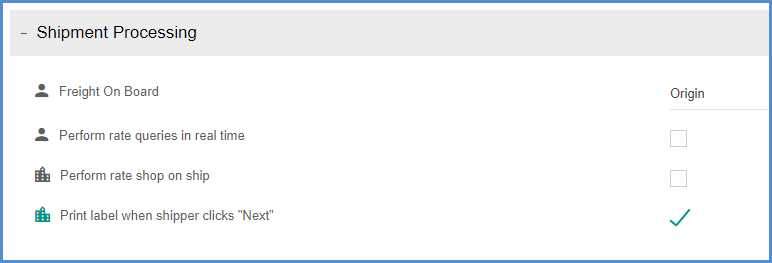 Shipment Processing
Freight On Board
Origin
Perform rate queries in real time
Perform rate shop on ship
Print label when shipper clicks "Next"